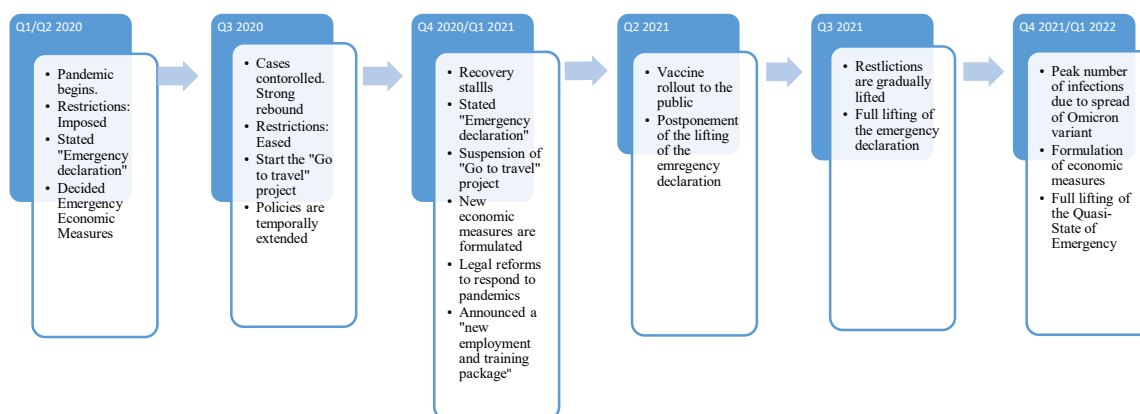 Q1/Q2 2020
• Pandemic
begins.
• Restrictions:
Imposed
• Stated
"Emergency
declaration"
• Decided
Emergency
Economic
Measures
Q3 2020
• Cases
contorolled.
Strong
rebound
• Restrictions:
Eased
• Start the "Go
to travel"
project
• Policies are
temporally
extended
Q4 2020/Q1 2021
• Recovery
stallls
• Stated
"Emergency
declaration"
• Suspension of
"Go to travel"
project
• New
economic
measures are
formulated
• Legal reforms
to respond to
pandemics
• Announced a
"new
employment
and training
package"
Q2 2021
• Vaccine
rollout to the
public
• Postponement
of the lifting
of the
emregency
declaration
Q3 2021
• Restlictions are
gradually
lifted
• Full lifting of
the emergency
declaration
Q4 2021/Q1 2022
• Peak number
of infections
due to spread
of Omicron
variant
• Formulation
of economic
measures
• Full lifting of
the Quasi-
State of
Emergency